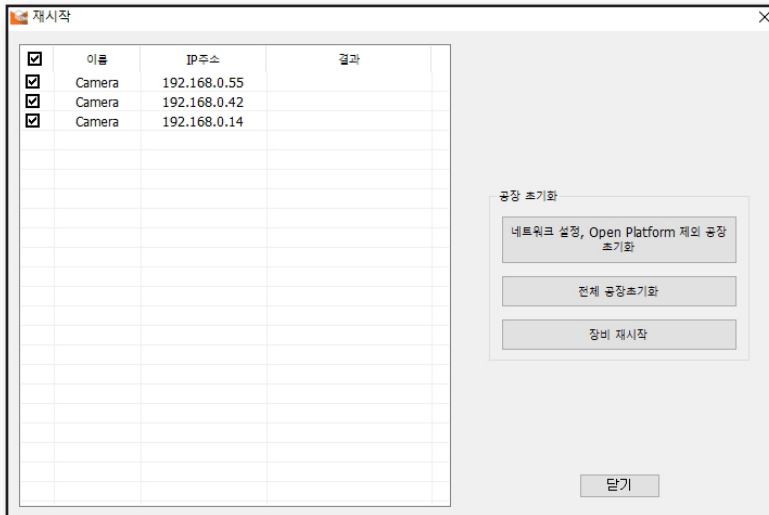 재시작
이름 IP주소 결과
Camera 192.168.0.55
Camera 192.168.0.42
Camera 192.168.0.14
공장 초기화
네트워크 설정, Open Platform 제외 공장
초기화
전체 공장초기화
장비 재시작
닫기